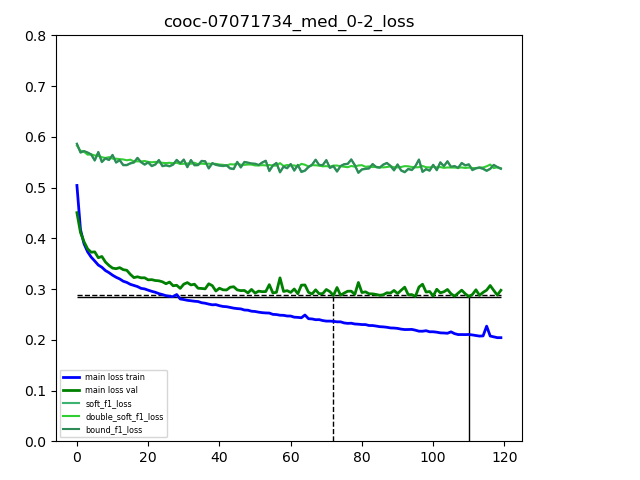 cooc-07071734_med_0-2_loss
0.8
0.7
0.6
0.5
0.4
0.3
0.2
0.1
0.0
main loss train
main loss val
soft_f1_loss
double_soft_f1_loss
bound_f1_loss
0 20 40 60 80 100 120